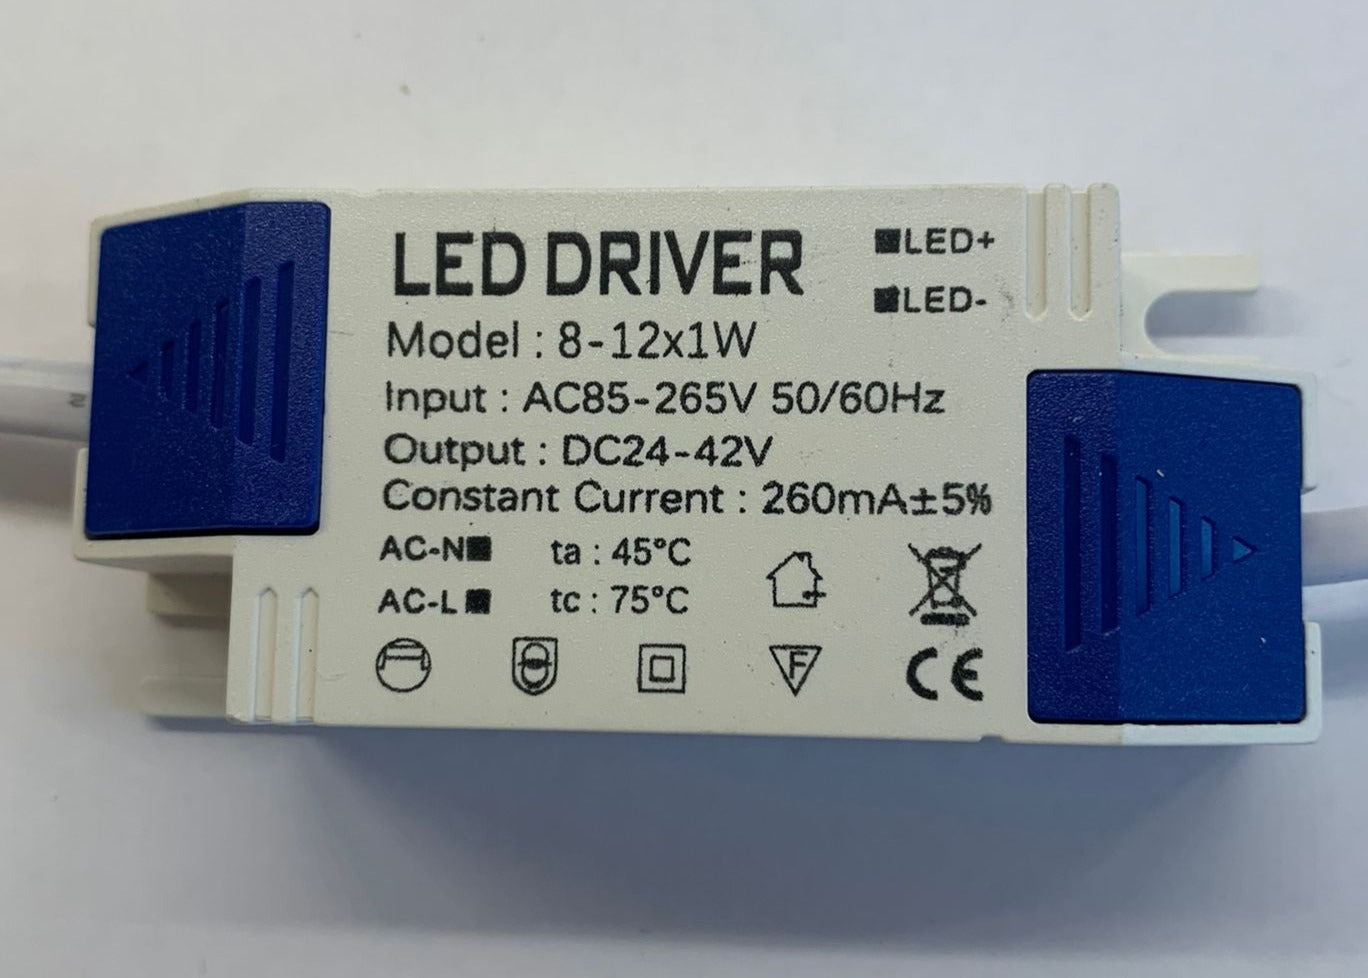 LED DRIVER
■LED+
■LED-
Model : 8-12x1W
Input : AC85-265V 50/60Hz
Output : DC24-42V
Constant Current : 260mA±5%
AC-N■ ta : 45°C
AC-L■ tc : 75°C
F
CE